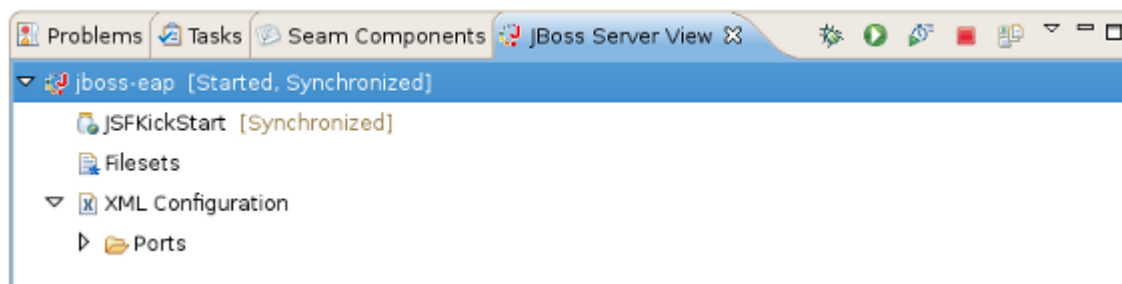 Problems Tasks Seam Components JBoss Server View
jboss-eap [Started, Synchronized]
JSFKickStart [Synchronized]
Filesets
XML Configuration
Ports